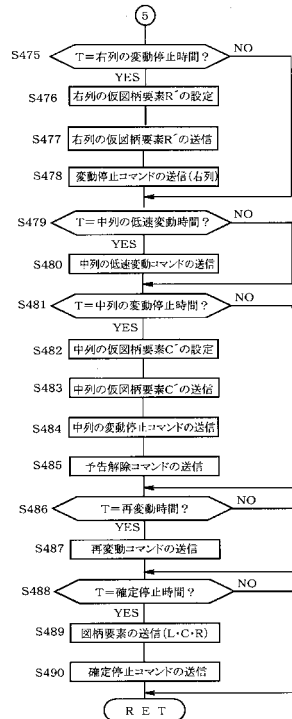 5
S475 T=右列の変動停止時間? NO
YES
S476 右列の仮図柄要素R´の設定
S477 右列の仮図柄要素R´の送信
S478 変動停止コマンドの送信(右列)
S479 T=中列の低速変動時間? NO
YES
S480 中列の低速変動コマンドの送信
S481 T=中列の変動停止時間? NO
YES
S482 中列の仮図柄要素C´の設定
S483 中列の仮図柄要素C´の送信
S484 中列の変動停止コマンドの送信
S485 予告解除コマンドの送信
S486 T=再変動時間? NO
YES
S487 再変動コマンドの送信
S488 T=確定停止時間? NO
YES
S489 図柄要素の送信(L・C・R)
S490 確定停止コマンドの送信
RET